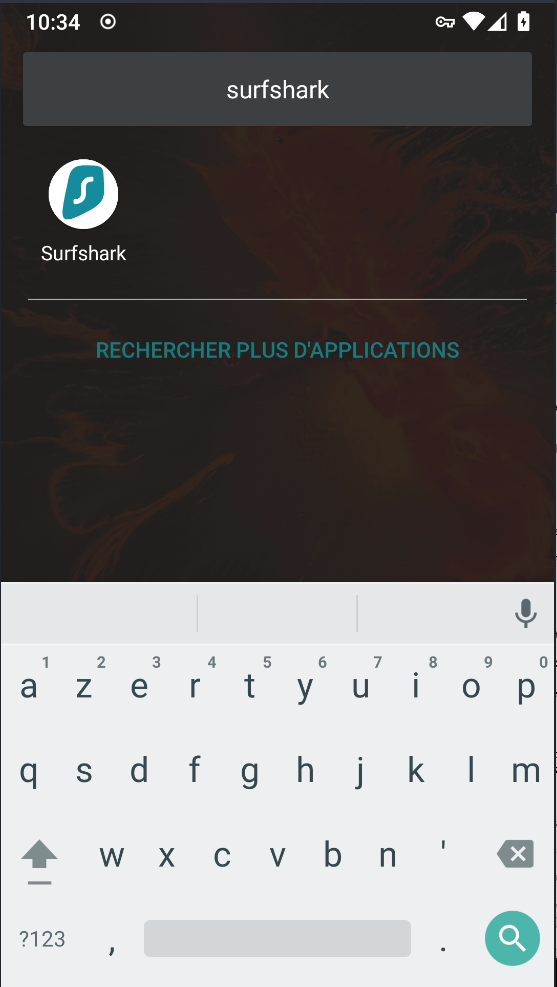 10:34
surfshark
Surfshark
RECHERCHER PLUS D'APPLICATIONS
1 2 3 4 5 6 7 8 9 0
a z e r t y u i o p
q s d f g h j k l m
w x c v b n '
?123 , .